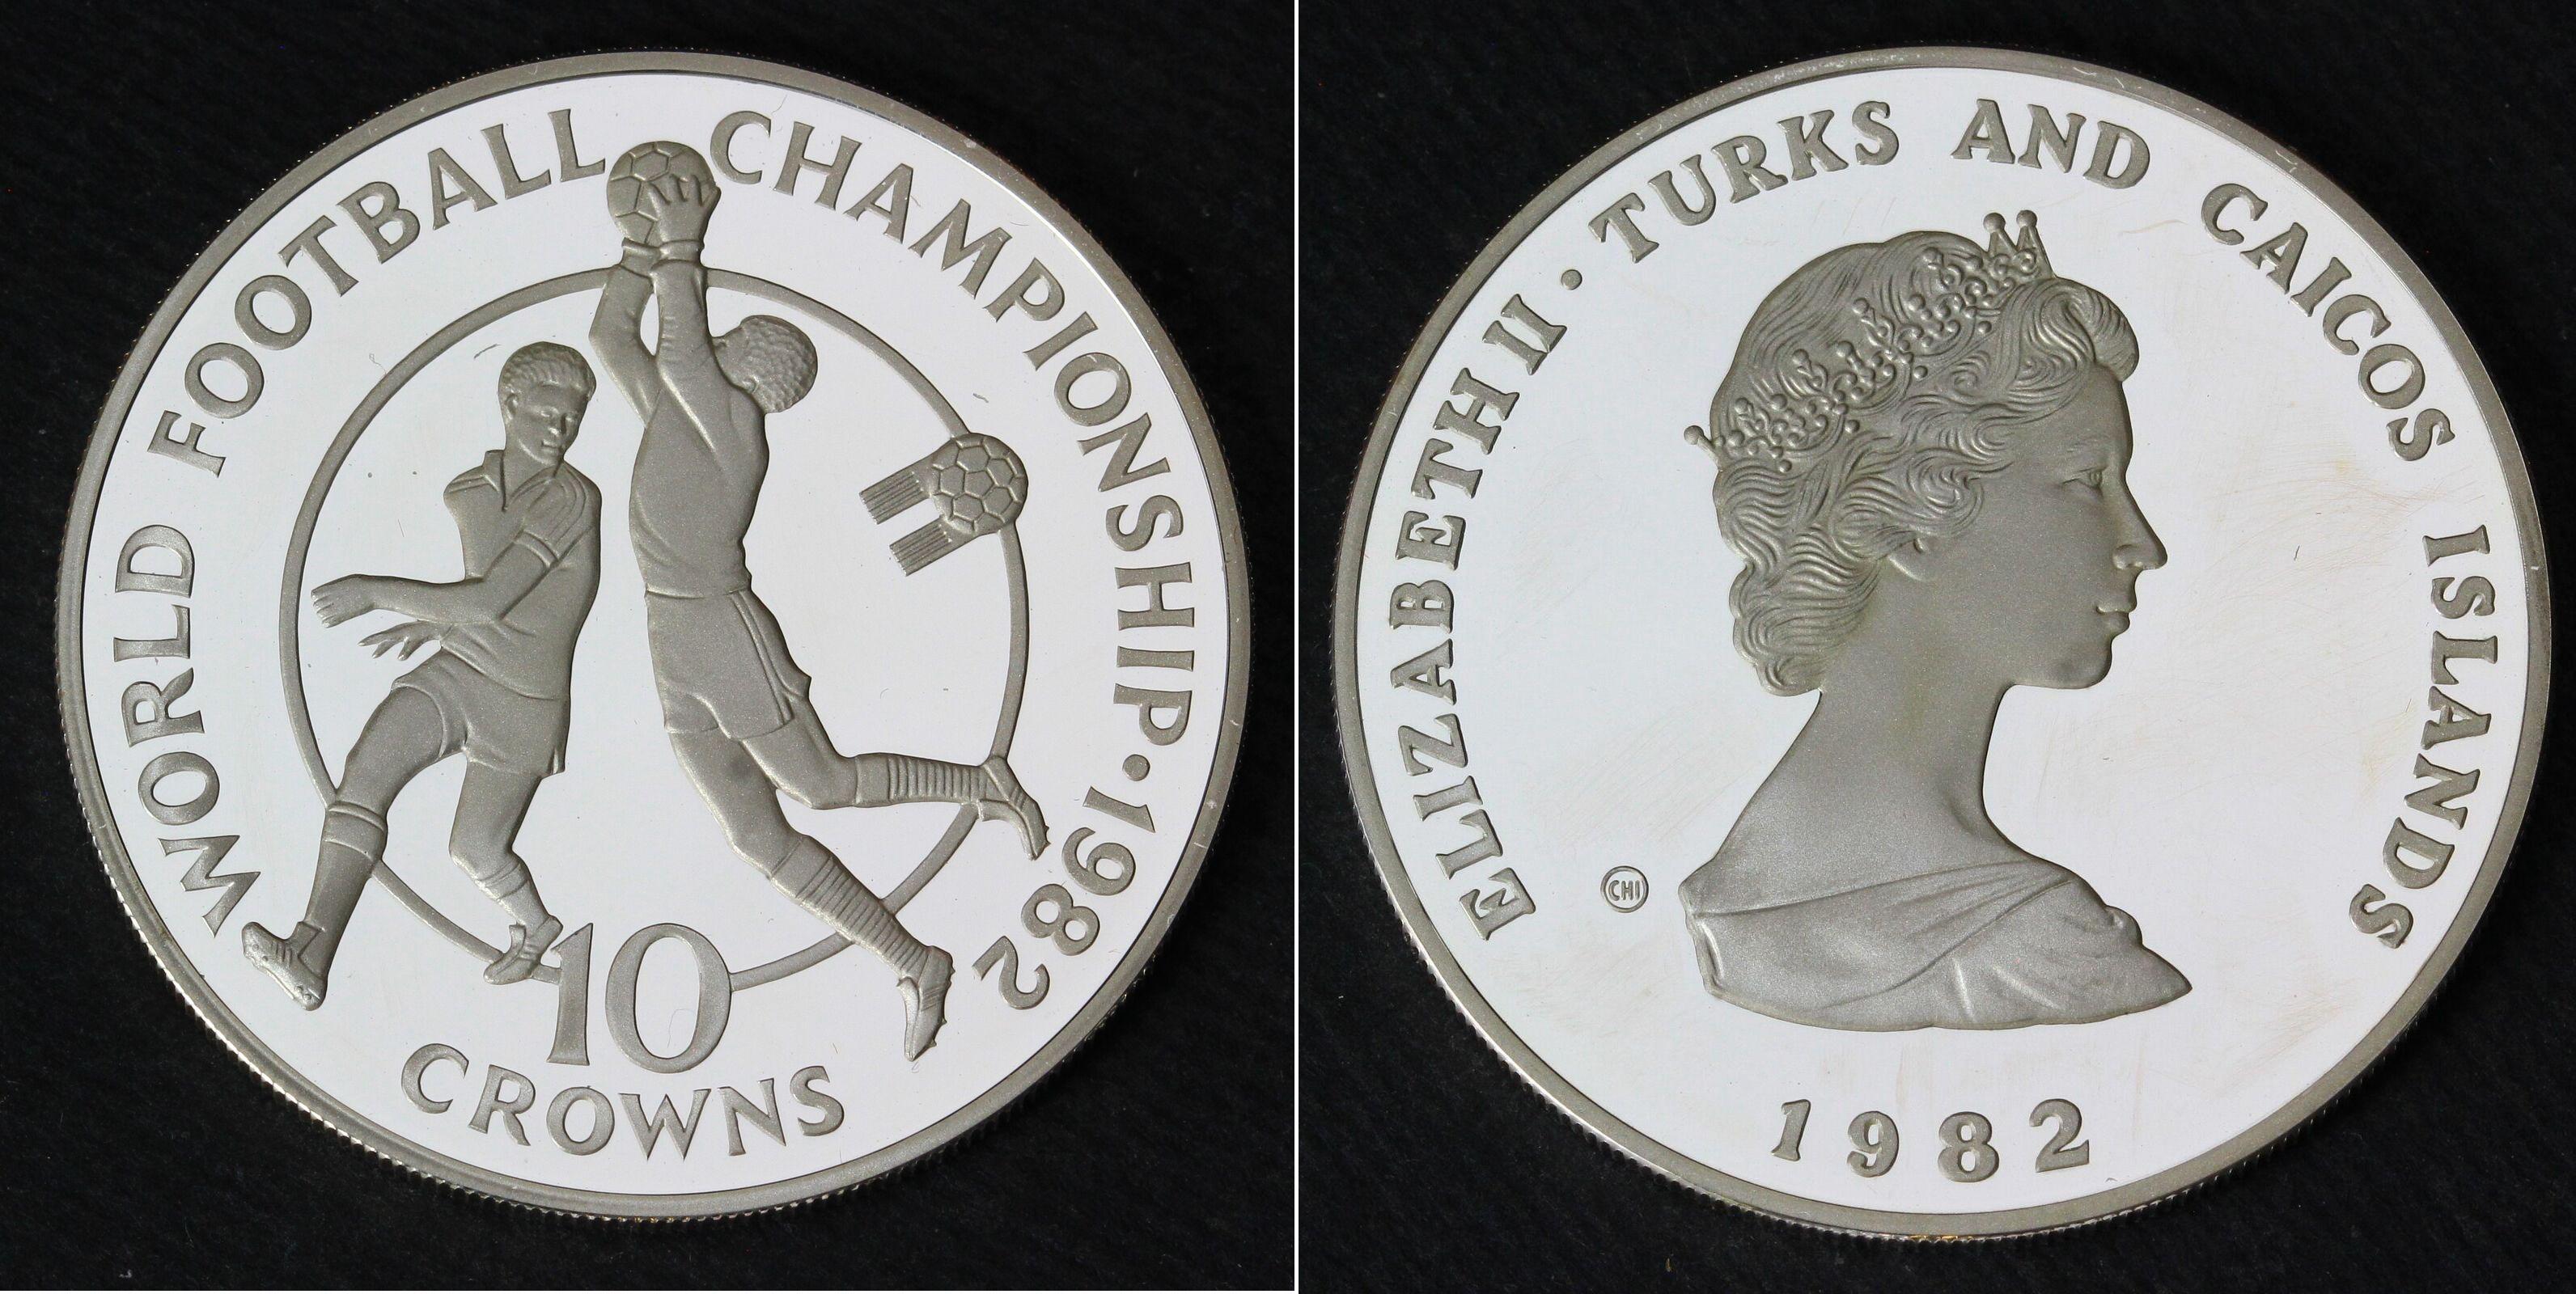 WORLD FOOTBALL CHAMPIONSHIP · 1982
10
CROWNS
ELIZABETH II · TURKS AND CAICOS ISLANDS
CHI
1982